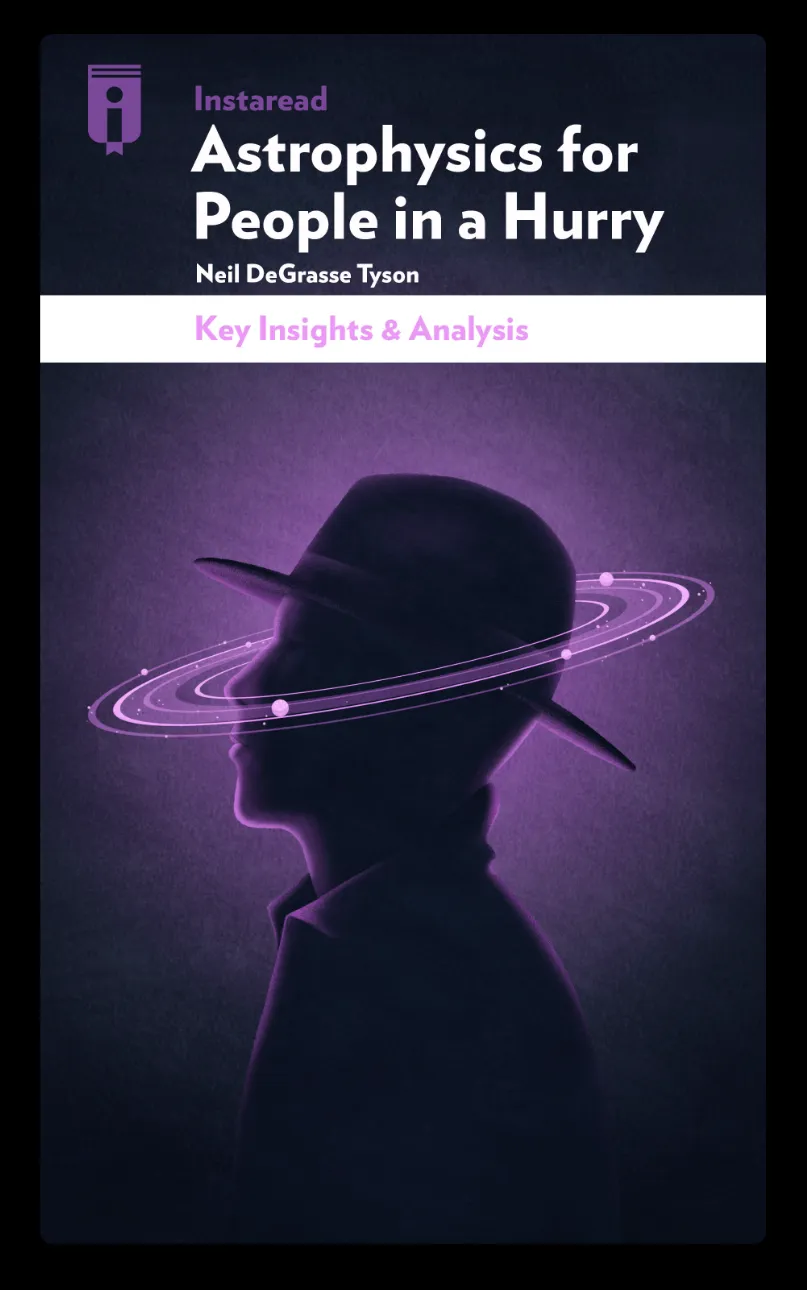 Instaread
Astrophysics for
People in a Hurry
Neil DeGrasse Tyson
Key Insights & Analysis